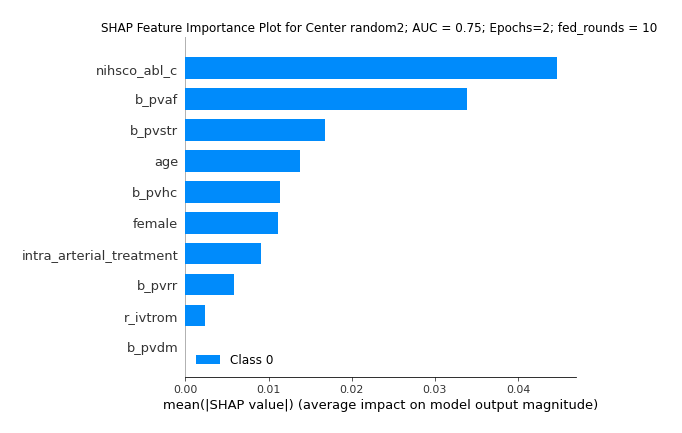 SHAP Feature Importance Plot for Center random2; AUC = 0.75; Epochs=2; fed_rounds = 10
nihsco_abl_c
b_pvaf
b_pvstr
age
b_pvhc
female
intra_arterial_treatment
b_pvrr
r_ivtrom
b_pvdm
Class 0
0.00 0.01 0.02 0.03 0.04
mean(|SHAP value|) (average impact on model output magnitude)